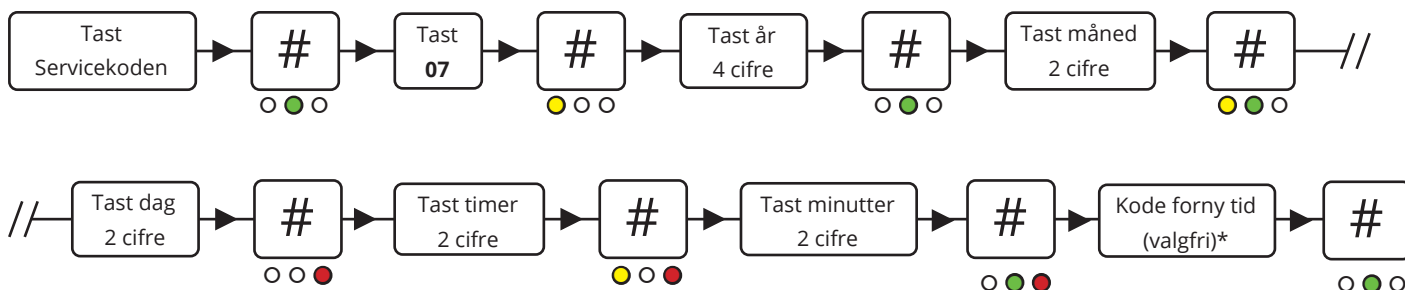 Tast
Servicekoden
#
Tast
07
#
Tast år
4 cifre
#
Tast måned
2 cifre
#
Tast dag
2 cifre
#
Tast timer
2 cifre
#
Tast minutter
2 cifre
#
Kode forny tid
(valgfri)*
#